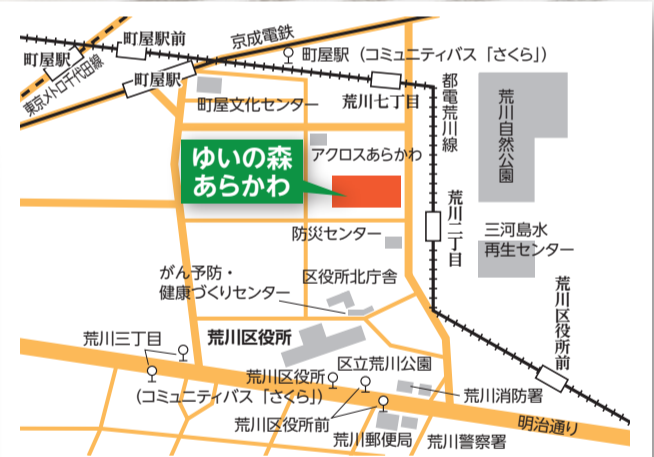 町屋駅前
京成電鉄
町屋駅
町屋駅（コミュニティバス「さくら」）
町屋駅
東京メトロ千代田線
町屋文化センター
荒川七丁目
都電荒川線
荒川自然公園
アクロスあらかわ
ゆいの森
あらかわ
荒川二丁目
防災センター
三河島水
再生センター
がん予防・
健康づくりセンター
区役所北庁舎
荒川区役所前
荒川三丁目
荒川区役所
区立荒川公園
荒川区役所
（コミュニティバス「さくら」）
荒川消防署
荒川区役所前
明治通り
荒川郵便局
荒川警察署